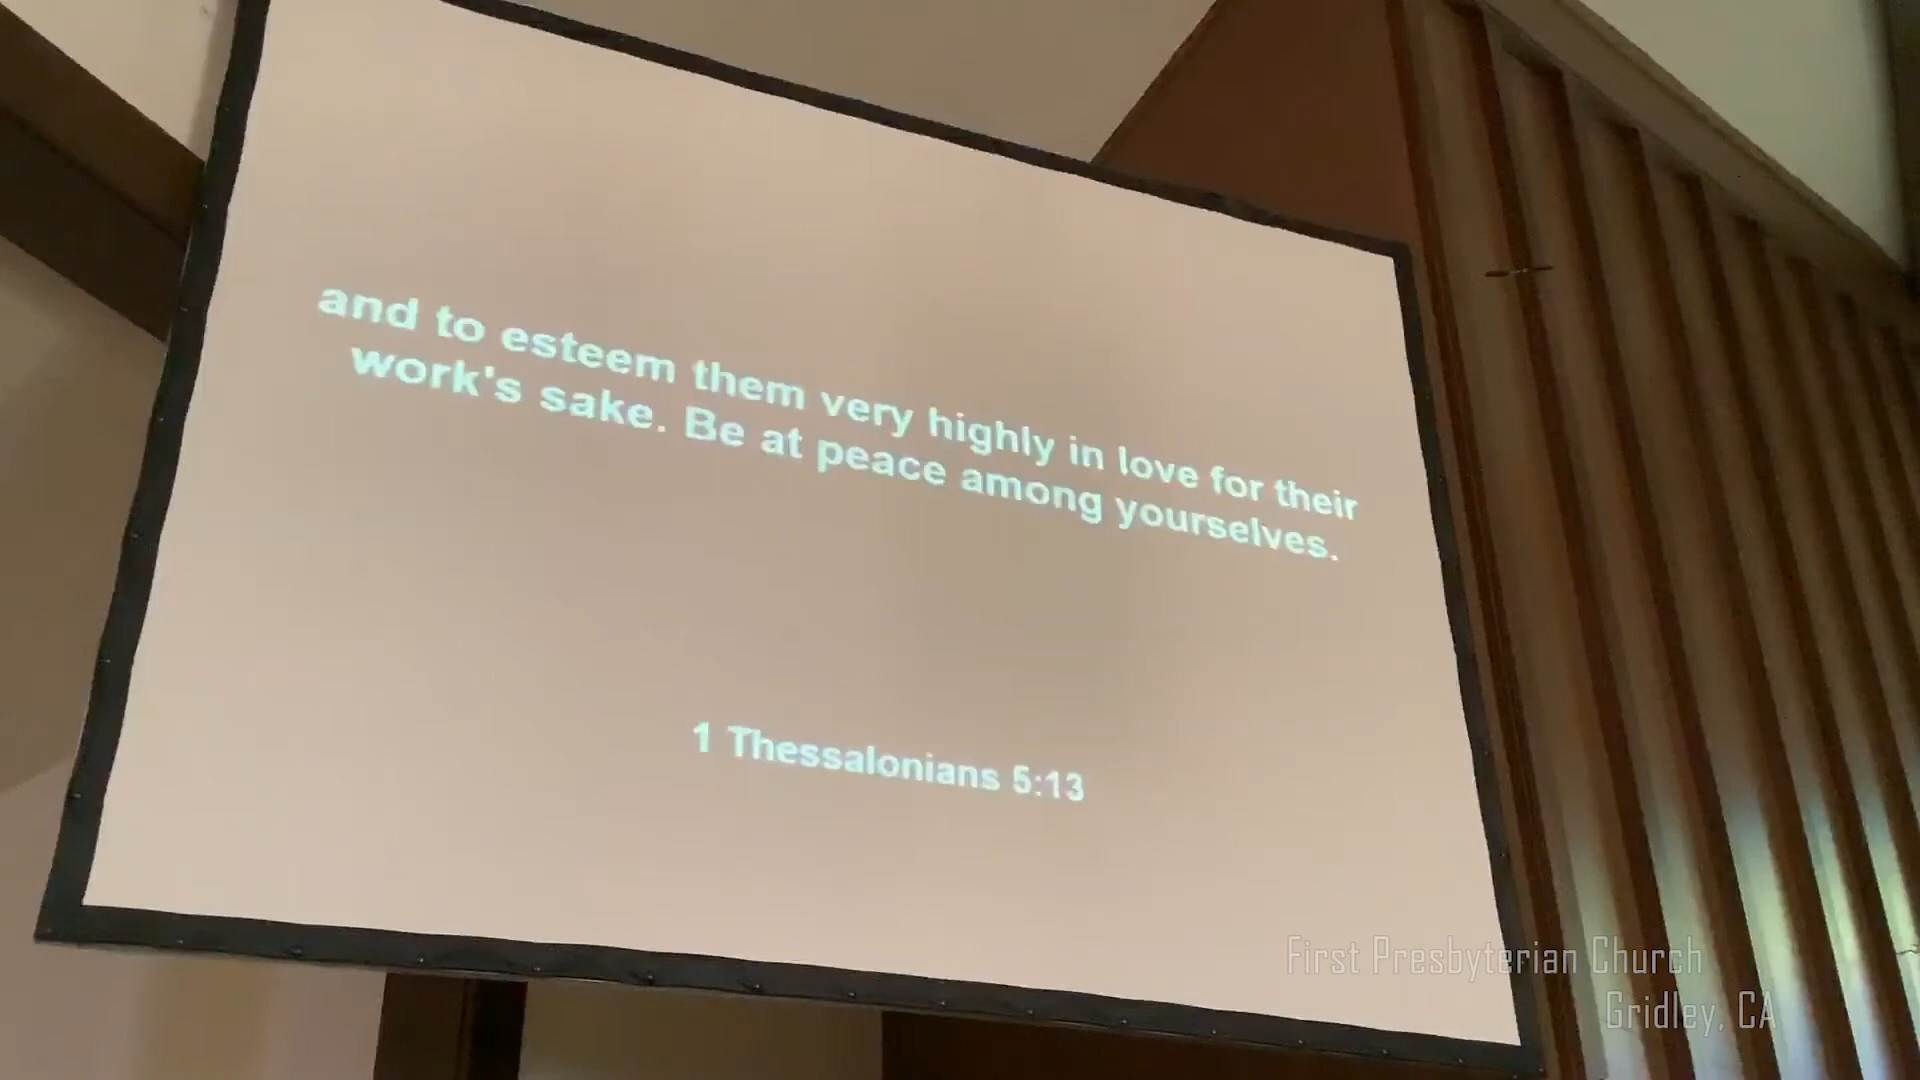 and to esteem them very highly in love for their
work's sake. Be at peace among yourselves.
1 Thessalonians 5:13
First Presbyterian Church
Gridley, CA